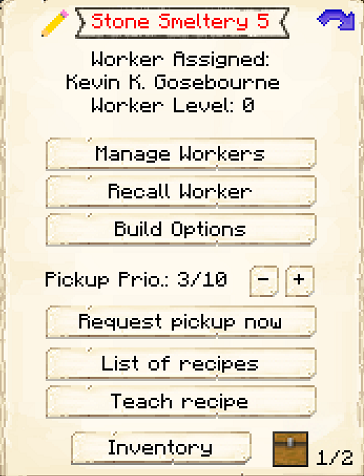 Stone Smeltery 5
Worker Assigned:
Kevin K. Gosebourne
Worker Level: 0
Manage Workers
Recall Worker
Build Options
Pickup Prio.: 3/10 - +
Request pickup now
List of recipes
Teach recipe
Inventory 1/2